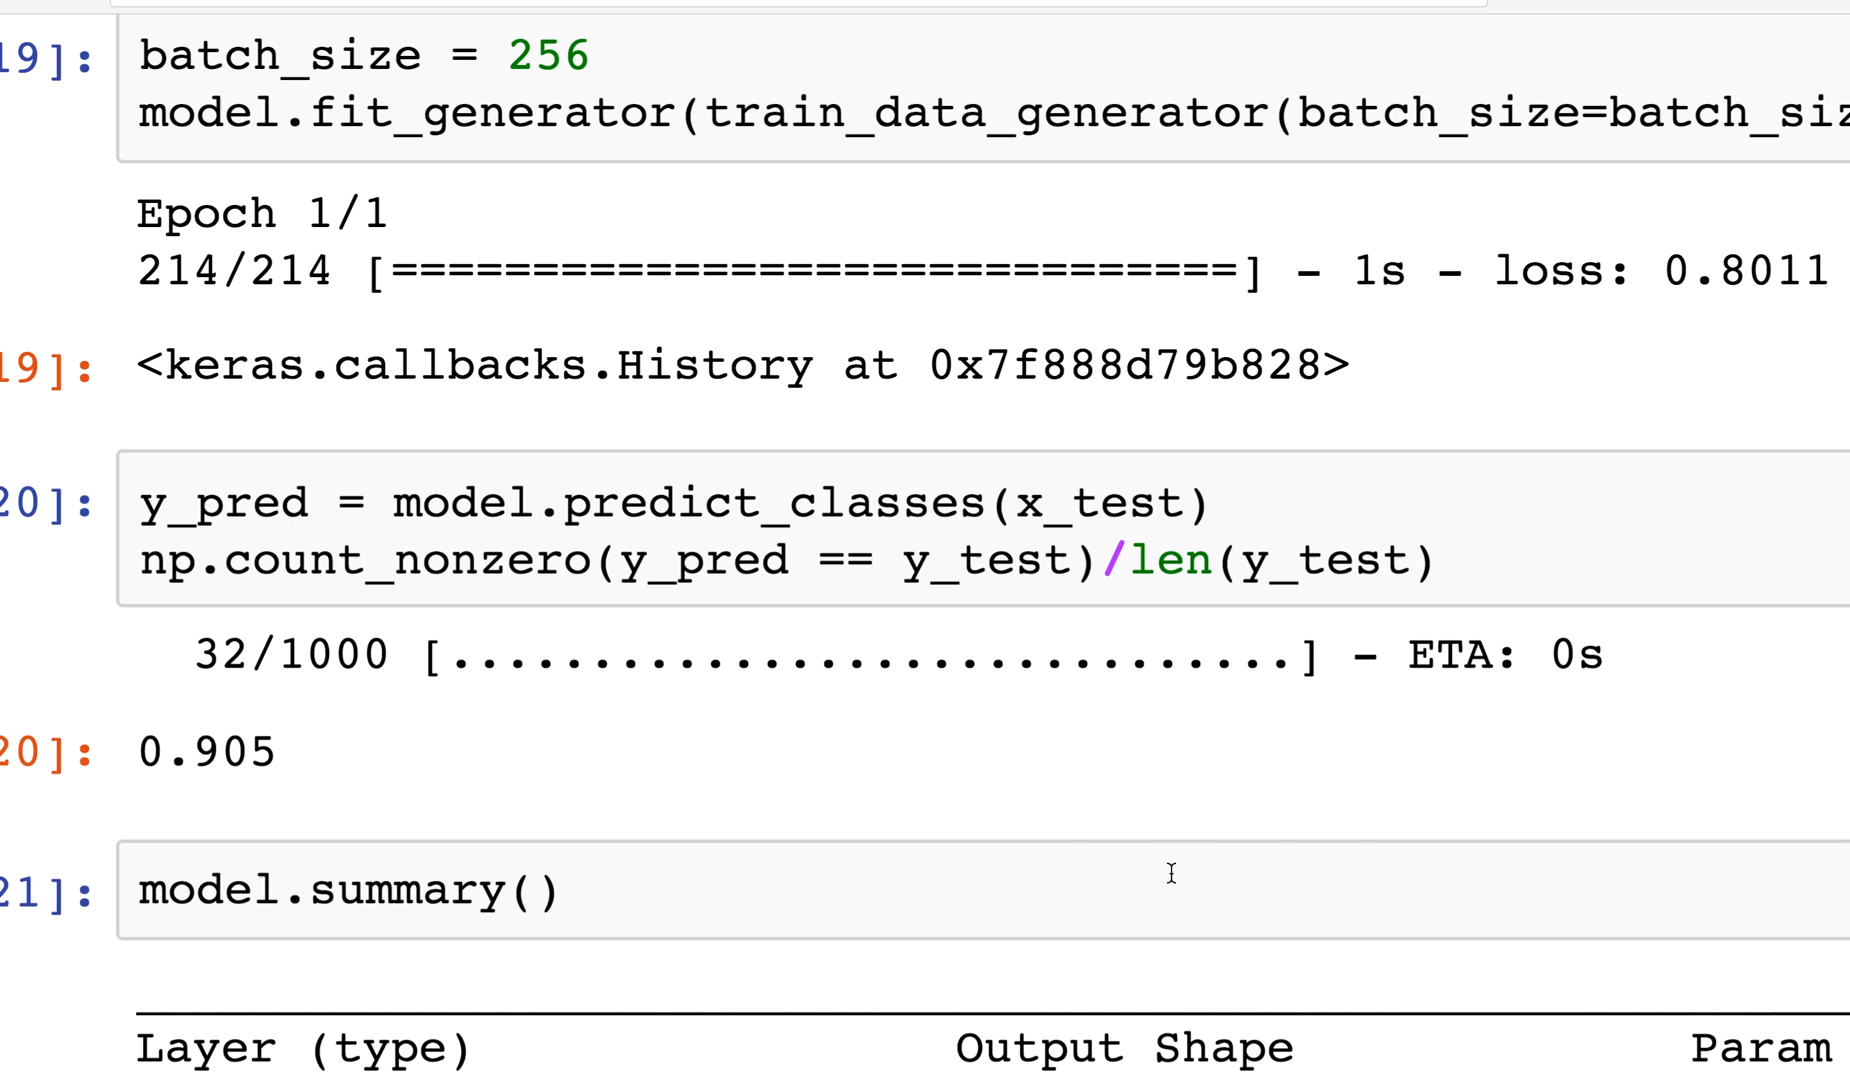 19]: batch_size = 256
model.fit_generator(train_data_generator(batch_size=batch_siz
Epoch 1/1
214/214 [==============================] - 1s - loss: 0.8011
19]: <keras.callbacks.History at 0x7f888d79b828>
20]: y_pred = model.predict_classes(x_test)
np.count_nonzero(y_pred == y_test)/len(y_test)
32/1000 [..............................] - ETA: 0s
20]: 0.905
21]: model.summary()
Layer (type) Output Shape Param